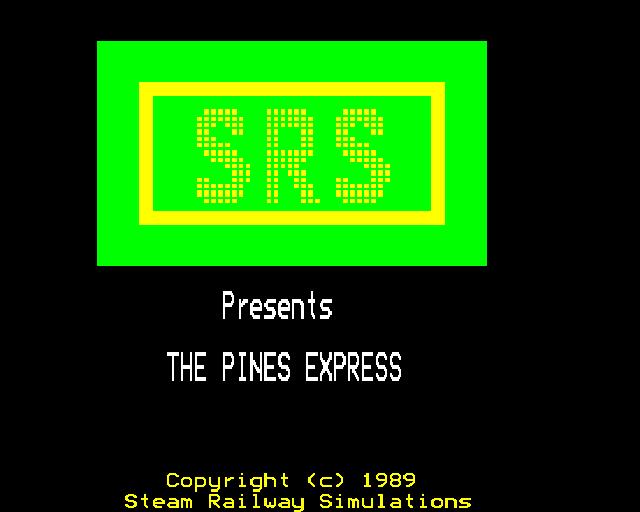 SRS
Presents
THE PINES EXPRESS
Copyright (c) 1989
Steam Railway Simulations